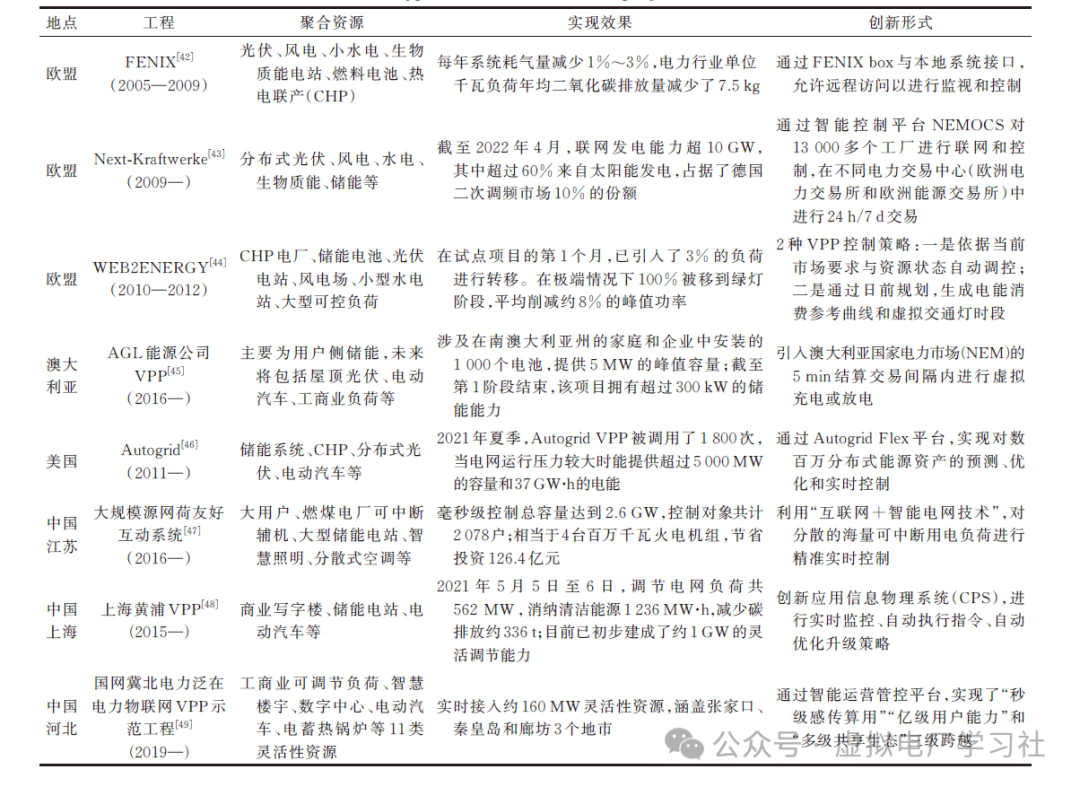 地点 工程 聚合资源 实现效果 创新形式
欧盟
FENIX[42]
(2005—2009)
光伏、风电、小水电、生物
质能电站、燃料电池、热
电联产(CHP)
每年系统耗气量减少1%~3%,电力行业单位
千瓦负荷年均二氧化碳排放量减少了7.5 kg
通过FENIX box与本地系统接口,
允许远程访问以进行监视和控制
欧盟
Next-Kraftwerke[43]
(2009—)
分布式光伏、风电、水电、
生物质能、储能等
截至2022年4月,联网发电能力超10 GW,
其中超过60%来自太阳能发电,占据了德国
二次调频市场10%的份额
通过智能控制平台NEMOCS对
13 000多个工厂进行联网和控
制,在不同电力交易中心(欧洲电
力交易所和欧洲能源交易所)中
进行24 h/7 d交易
欧盟
WEB2ENERGY[44]
(2010—2012)
CHP电厂、储能电池、光伏
电站、风电场、小型水电
站、大型可控负荷
在试点项目的第1个月,已引入了3%的负荷
进行转移。在极端情况下100%被移到绿灯
阶段,平均削减约8%的峰值功率
2种VPP控制策略:一是依据当前
市场要求与资源状态自动调控;
二是通过日前规划,生成电能消
费参考曲线和虚拟交通灯时段
澳大
利亚
AGL能源公司
VPP[45]
(2016—)
主要为用户侧储能,未来
将包括屋顶光伏、电动
汽车、工商业负荷等
涉及在南澳大利亚州的家庭和企业中安装的
1 000个电池,提供5 MW的峰值容量;截至
第1阶段结束,该项目拥有超过300 kW的储
能能力
引入澳大利亚国家电力市场(NEM)的
5 min结算交易间隔内进行虚拟
充电或放电
美国
Autogrid[46]
(2011—)
储能系统、CHP、分布式光
伏、电动汽车等
2021年夏季,Autogrid VPP被调用了1 800次,
当电网运行压力较大时能提供超过5 000 MW
的容量和37 GW·h的电能
通过Autogrid Flex平台,实现对数
百万分布式能源资产的预测、优
化和实时控制
中国
江苏
大规模源网荷友好
互动系统[47]
(2016—)
大用户、燃煤电厂可中断
辅机、大型储能电站、智
慧照明、分散式空调等
毫秒级控制总容量达到2.6 GW,控制对象共计
2 078户;相当于4台百万千瓦火电机组,节省
投资126.4亿元
利用“互联网+智能电网技术”,对
分散的海量可中断用电负荷进行
精准实时控制
中国
上海
上海黄浦VPP[48]
(2015—)
商业写字楼、储能电站、电
动汽车等
2021年5月5日至6日,调节电网负荷共
562 MW,消纳清洁能源1 236 MW·h,减少碳
排放约336 t;目前已初步建成了约1 GW的灵
活调节能力
创新应用信息物理系统(CPS),进
行实时监控、自动执行指令、自动
优化升级策略
中国
河北
国网冀北电力泛在
电力物联网VPP示
范工程[49]
(2019—)
工商业可调节负荷、智慧
楼宇、数字中心、电动汽
车、电蓄热锅炉等11类
灵活性资源
实时接入约160 MW灵活性资源,涵盖张家口、
秦皇岛和廊坊3个地市
通过智能运营管控平台,实现了“秒
级感传算用”“亿级用户能力”和
“多级共享生态”三级跨越
公众号—虚拟电厂学习社